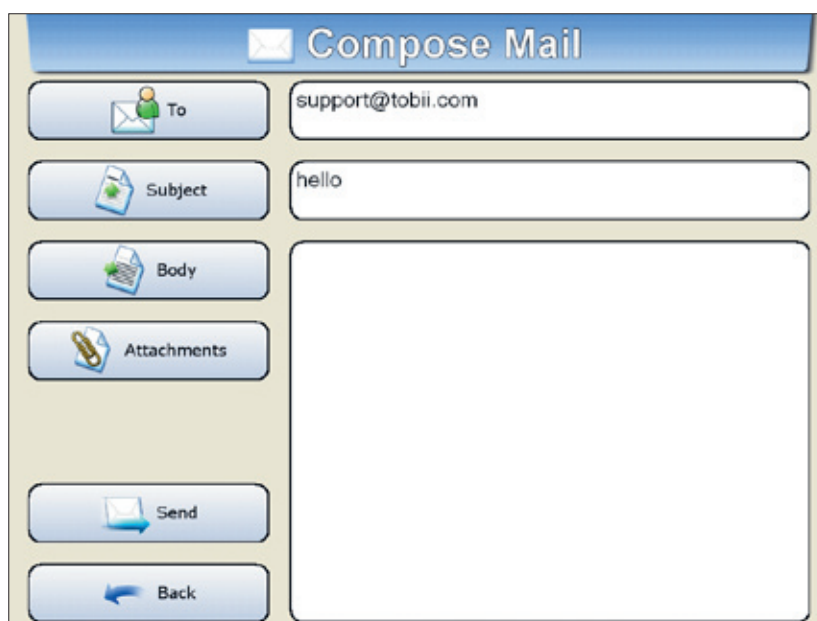 Compose Mail
To
support@tobii.com
Subject
hello
Body
Attachments
Send
Back